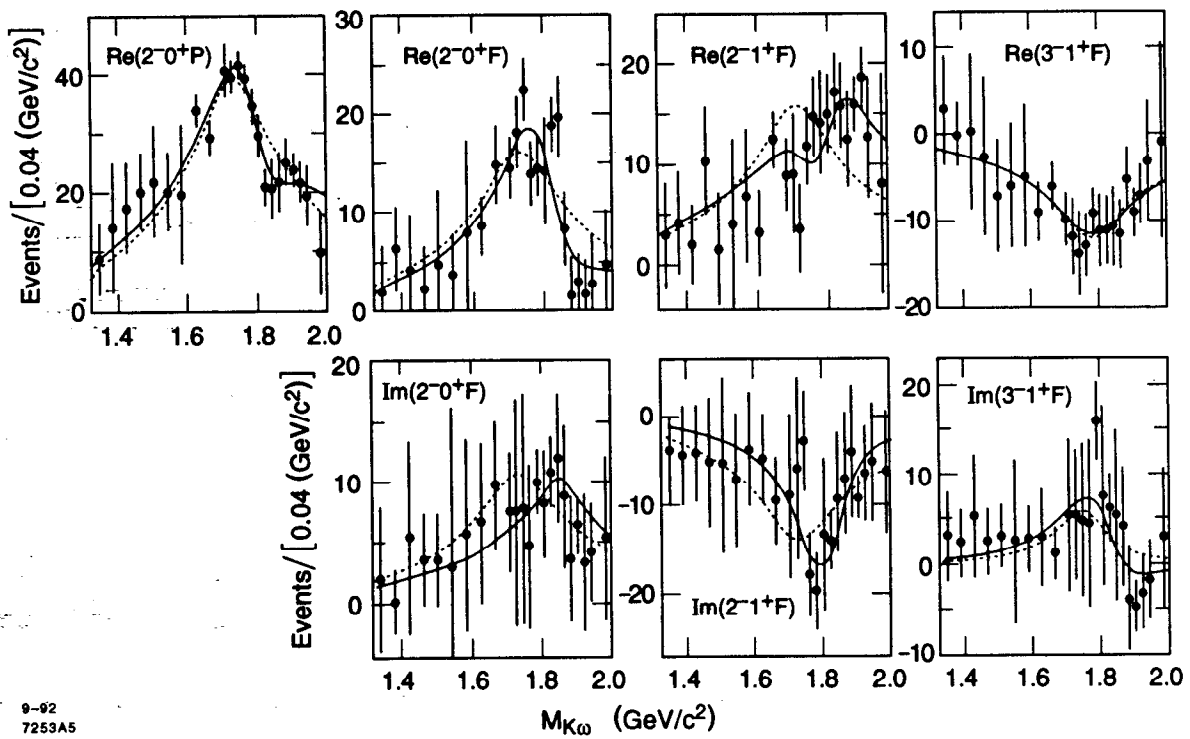 Events/[0.04 (GeV/c²)]
Re(2⁻0⁺P)
40
20
0
1.4 1.6 1.8 2.0
Re(2⁻0⁺F)
30
20
10
0
Re(2⁻1⁺F)
20
10
0
Re(3⁻1⁺F)
10
0
−10
−20
Events/[0.04 (GeV/c²)]
Im(2⁻0⁺F)
20
10
0
1.4 1.6 1.8 2.0
Im(2⁻1⁺F)
0
−10
−20
1.4 1.6 1.8 2.0
Im(3⁻1⁺F)
20
10
0
−10
1.4 1.6 1.8 2.0
M_Kω (GeV/c²)
9–92
7253A5